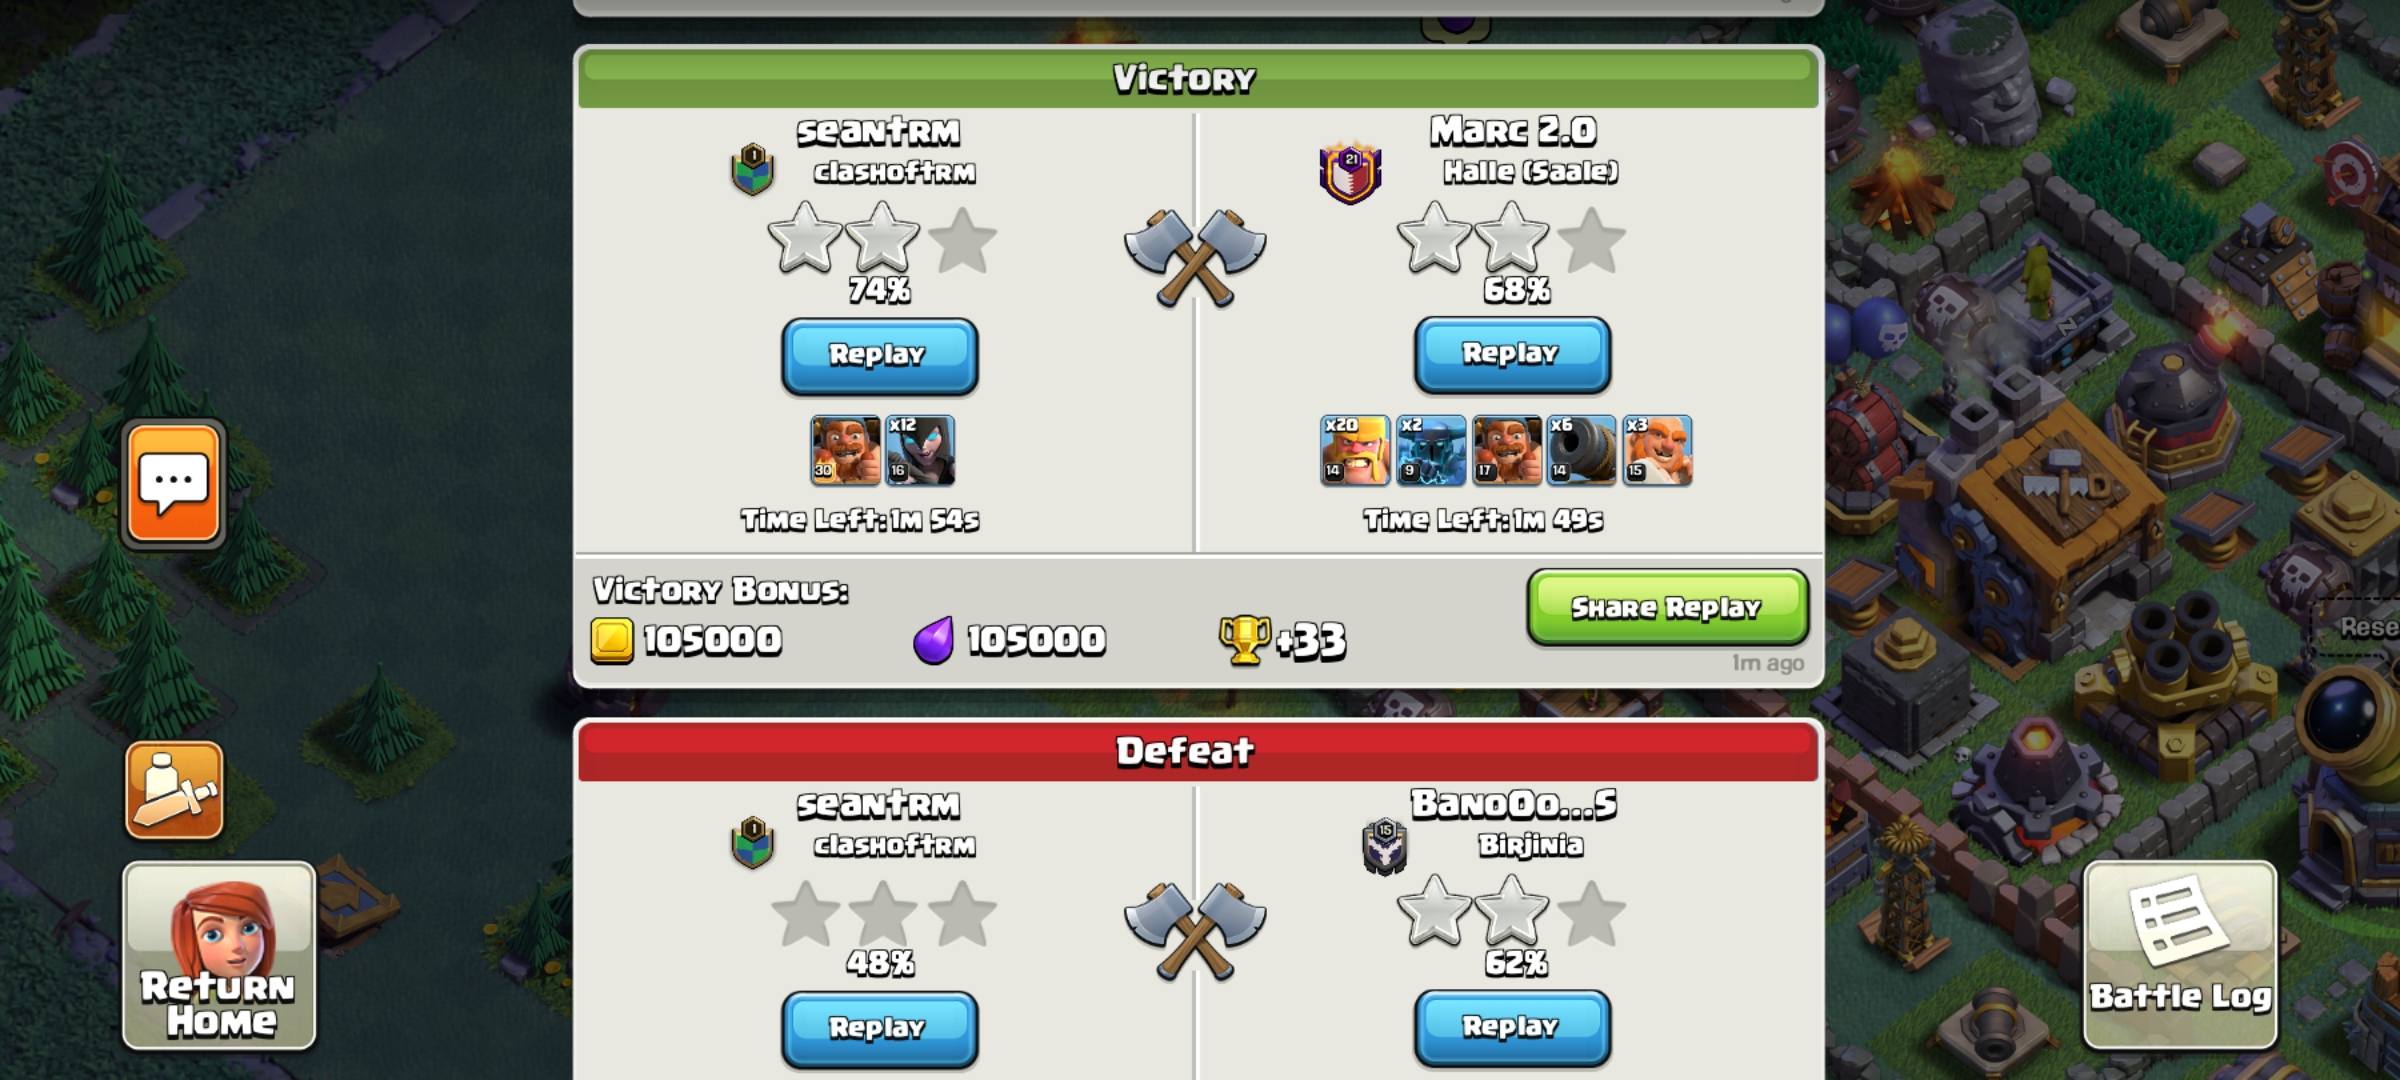 Victory
seantrm
clashoftrm
1
74%
Replay
30
x12
16
Time Left: 1m 54s
Marc 2.0
Halle (Saale)
21
68%
Replay
x20
14
x2
9
17
x6
14
x3
15
Time Left: 1m 49s
Victory Bonus:
105000
105000
+33
Share Replay
1m ago
Defeat
seantrm
clashoftrm
1
48%
Replay
BanoOo...S
Birjinia
15
62%
Replay
Return
Home
Battle Log
Rese